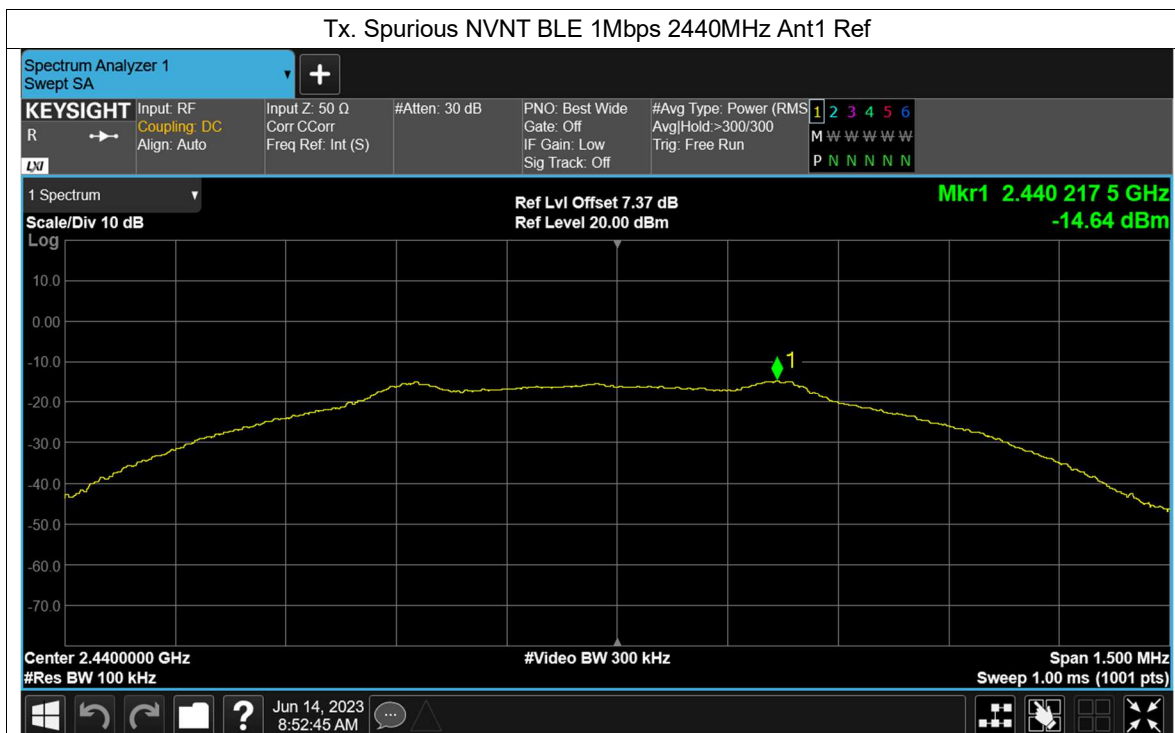 Tx. Spurious NVNT BLE 1Mbps 2440MHz Ant1 Ref
Spectrum Analyzer 1
Swept SA
+
KEYSIGHT
R
LXI
Input: RF
Coupling: DC
Align: Auto
Input Z: 50 Ω
Corr CCorr
Freq Ref: Int (S)
#Atten: 30 dB
PNO: Best Wide
Gate: Off
IF Gain: Low
Sig Track: Off
#Avg Type: Power (RMS
Avg|Hold:>300/300
Trig: Free Run
1 2 3 4 5 6
M W W W W W
P N N N N N
1 Spectrum
Scale/Div 10 dB
Log
Ref Lvl Offset 7.37 dB
Ref Level 20.00 dBm
Mkr1 2.440 217 5 GHz
-14.64 dBm
10.0
0.00
-10.0
1
-20.0
-30.0
-40.0
-50.0
-60.0
-70.0
Center 2.4400000 GHz
#Video BW 300 kHz
Span 1.500 MHz
#Res BW 100 kHz
Sweep 1.00 ms (1001 pts)
?
Jun 14, 2023
8:52:45 AM